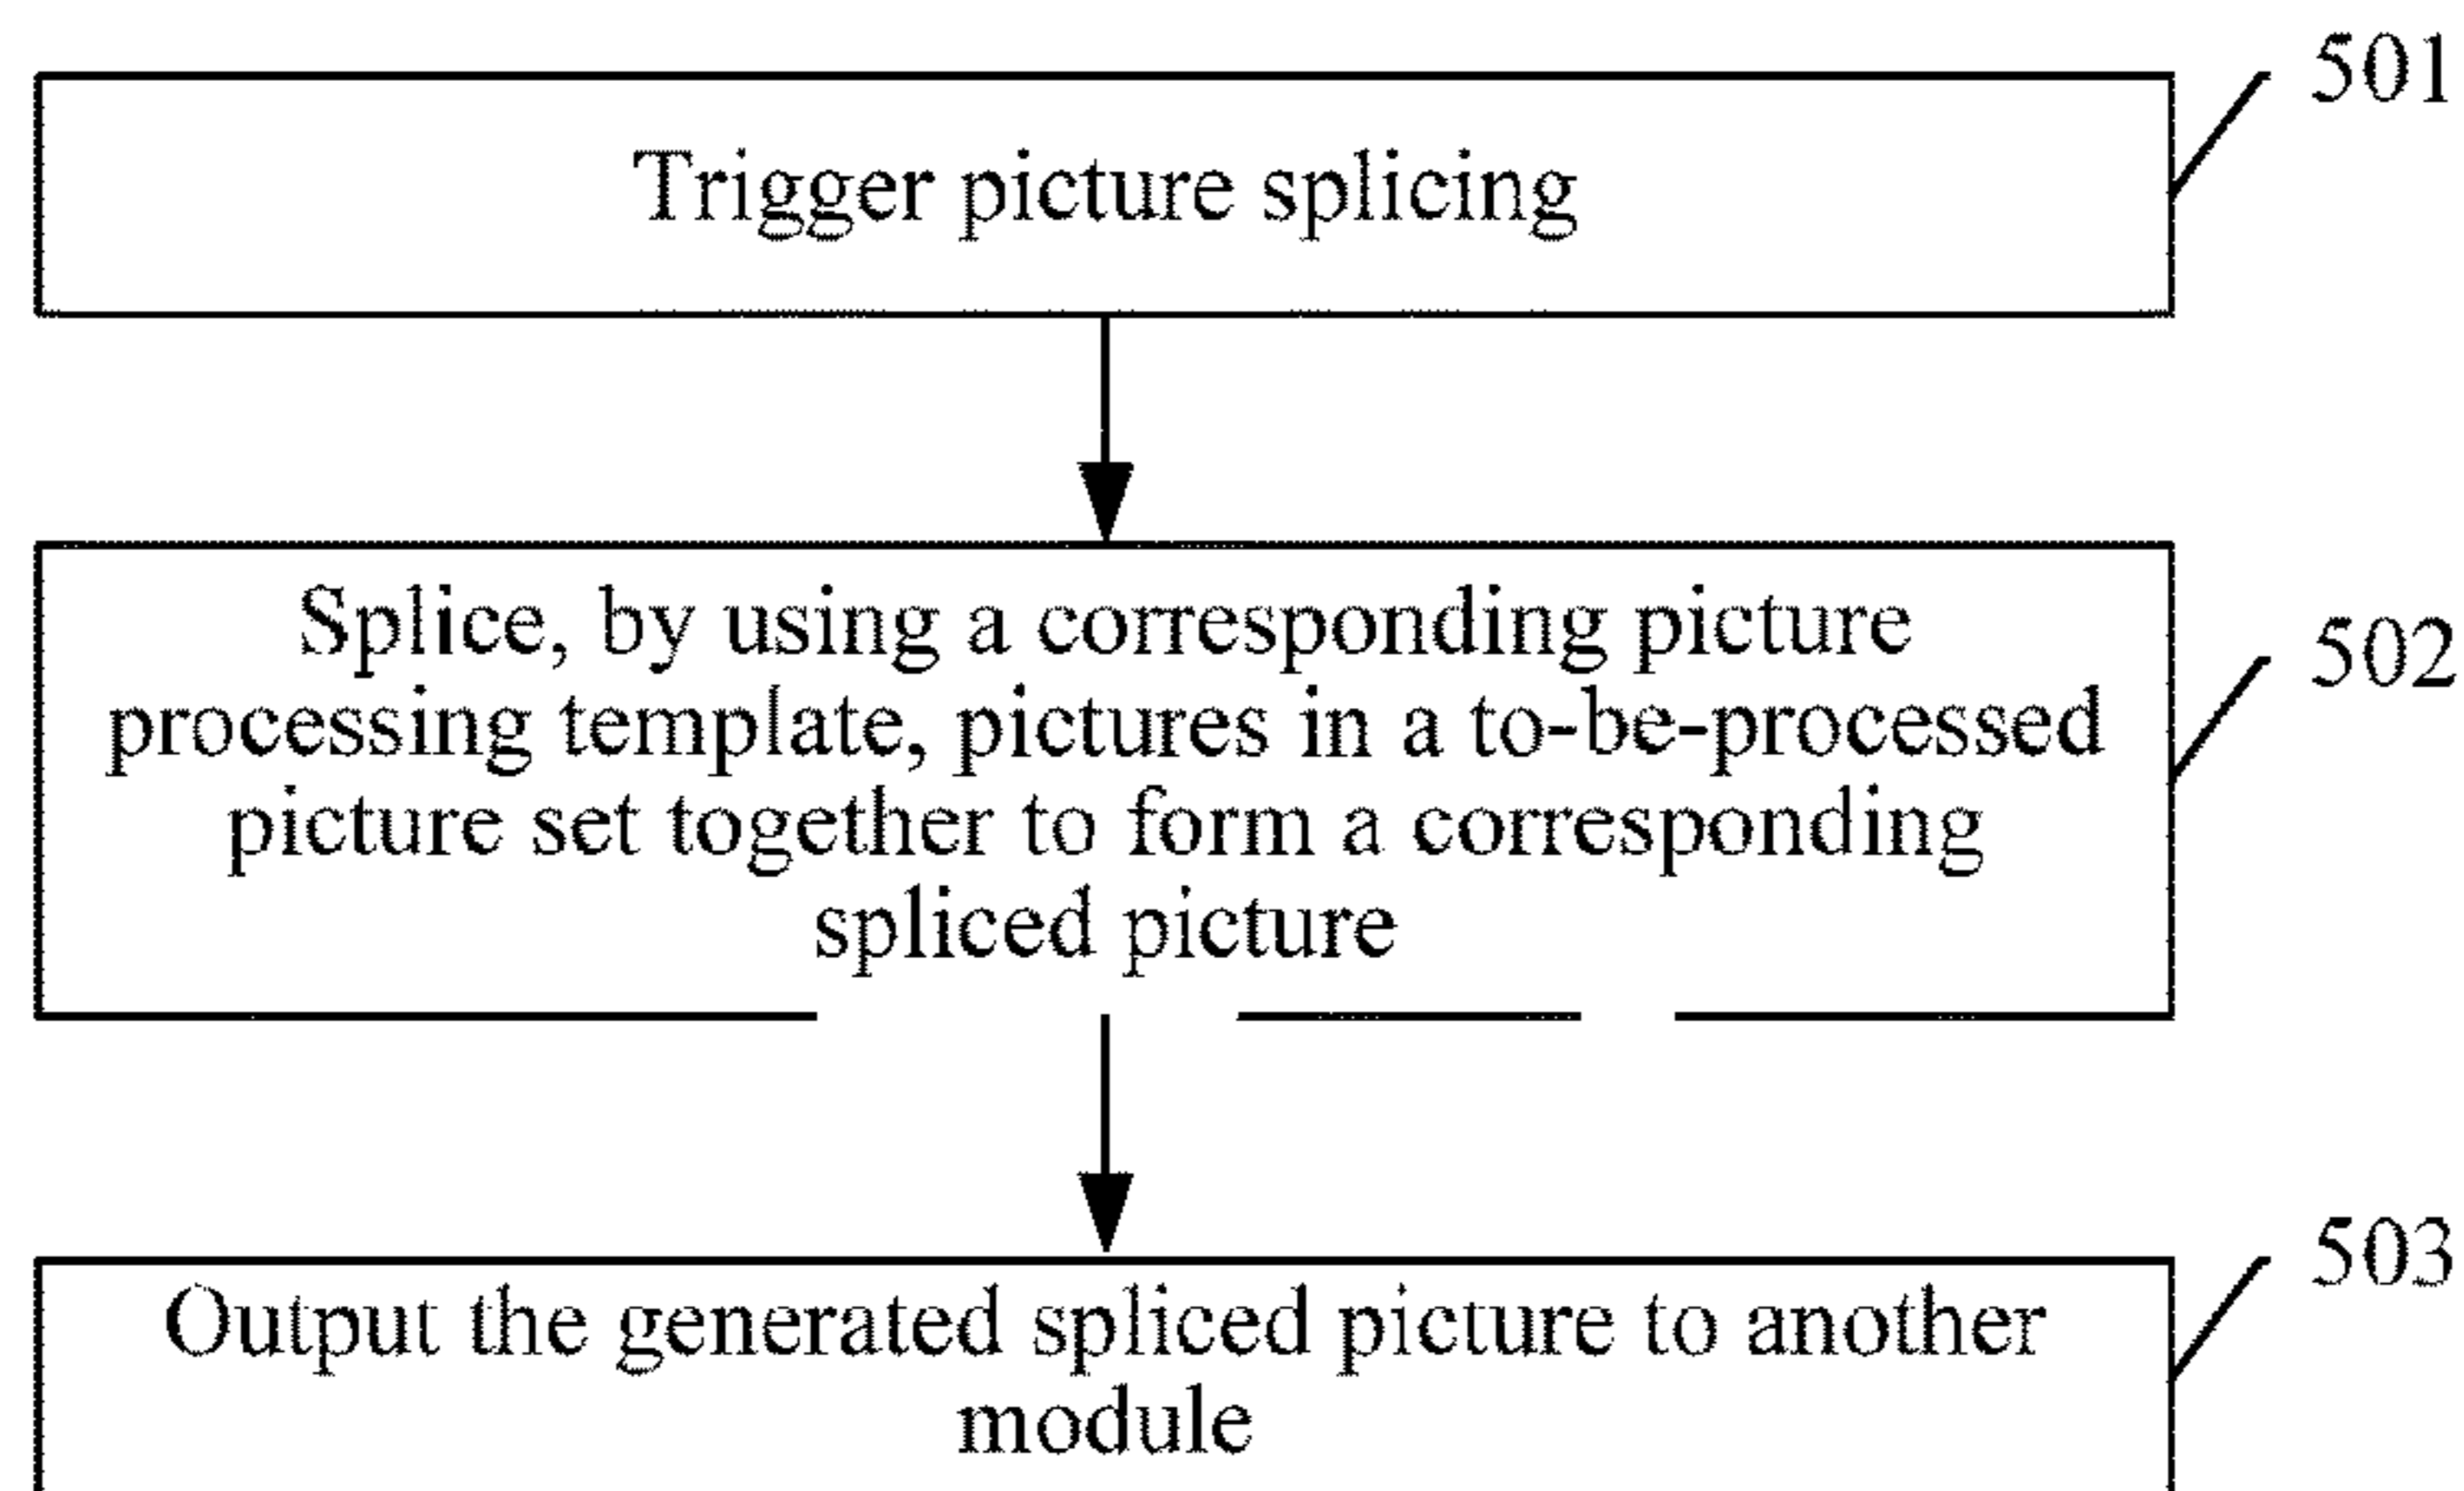 501
Trigger picture splicing
Splice, by using a corresponding picture
502
processing template, pictures in a to-be-processed
picture set together to form a corresponding
spliced picture
503
Output the generated spliced picture to another
module